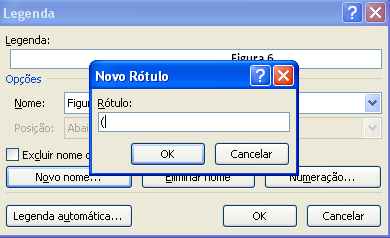 Legenda
Legenda:
Figura 6
Opções
Nome: Figu
Posição: Abai
Excluir nome
Novo nome... Eliminar nome Numeração...
Legenda automática... OK Cancelar
Novo Rótulo
Rótulo:
(
OK Cancelar